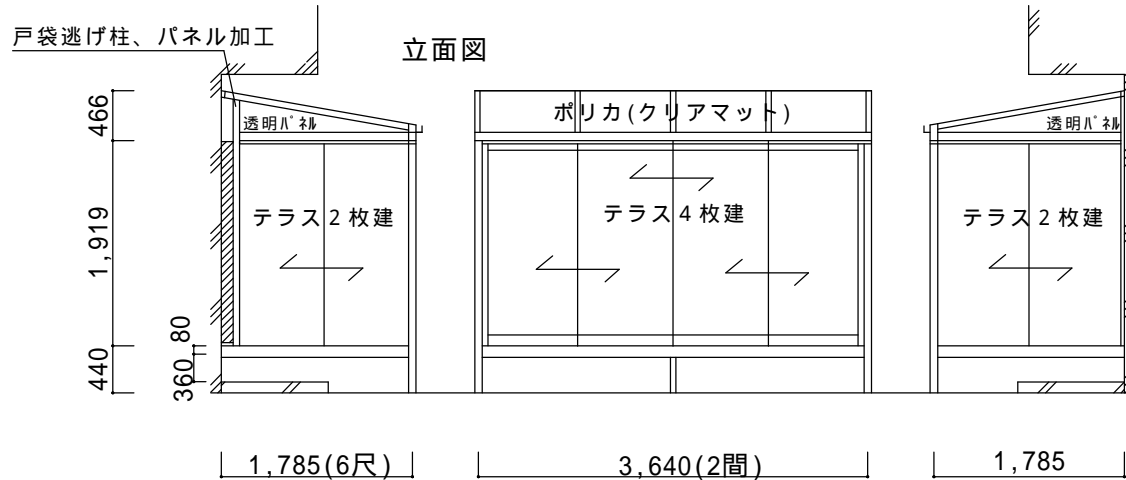 戸袋逃げ柱、パネル加工
立面図
466
透明パネル
ポリカ(クリアマット)
透明パネル
1,919
テラス2枚建
テラス4枚建
テラス2枚建
440
80
360
1,785(6尺)
3,640(2間)
1,785